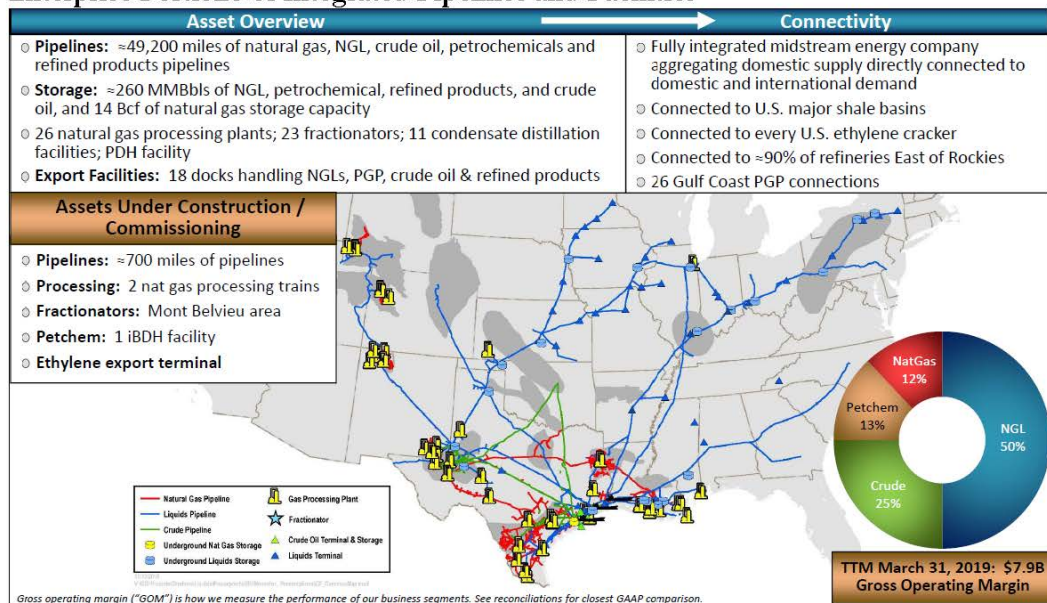 Asset Overview
Connectivity
Pipelines: ≈49,200 miles of natural gas, NGL, crude oil, petrochemicals and
refined products pipelines
Storage: ≈260 MMBbls of NGL, petrochemical, refined products, and crude
oil, and 14 Bcf of natural gas storage capacity
26 natural gas processing plants; 23 fractionators; 11 condensate distillation
facilities; PDH facility
Export Facilities: 18 docks handling NGLs, PGP, crude oil & refined products
Fully integrated midstream energy company
aggregating domestic supply directly connected to
domestic and international demand
Connected to U.S. major shale basins
Connected to every U.S. ethylene cracker
Connected to ≈90% of refineries East of Rockies
26 Gulf Coast PGP connections
Assets Under Construction /
Commissioning
Pipelines: ≈700 miles of pipelines
Processing: 2 nat gas processing trains
Fractionators: Mont Belvieu area
Petchem: 1 iBDH facility
Ethylene export terminal
NatGas
12%
Petchem
13%
Crude
25%
NGL
50%
Natural Gas Pipeline
Liquids Pipeline
Crude Pipeline
Underground Nat Gas Storage
Underground Liquids Storage
Gas Processing Plant
Fractionator
Crude Oil Terminal & Storage
Liquids Terminal
TTM March 31, 2019: $7.9B
Gross Operating Margin
Gross operating margin ("GOM") is how we measure the performance of our business segments. See reconciliations for closest GAAP comparison.